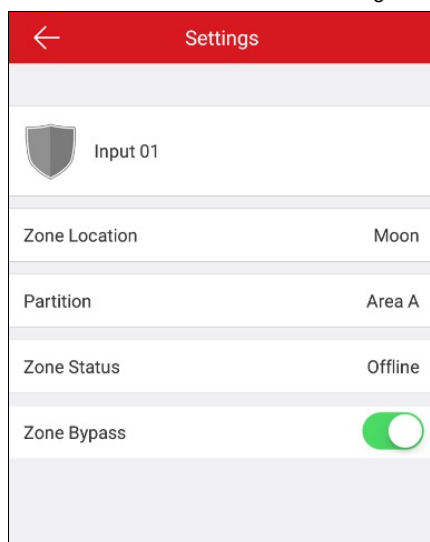 Settings
Input 01
Zone Location Moon
Partition Area A
Zone Status Offline
Zone Bypass